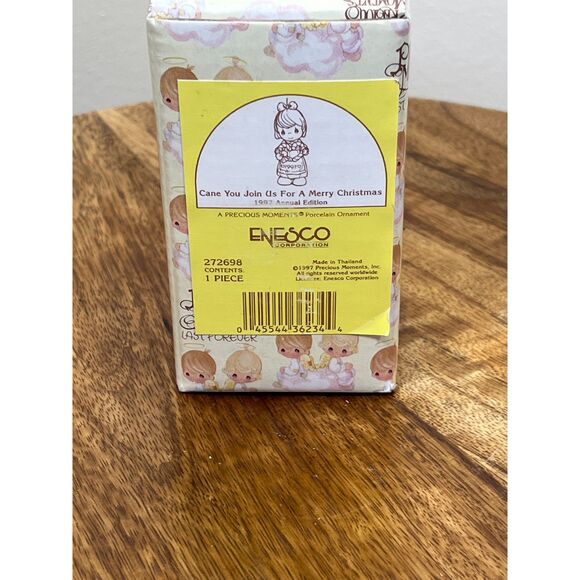 Cane You Join Us For A Merry Christmas
1997 Annual Edition
A PRECIOUS MOMENTS® Porcelain Ornament
ENESCO
CORPORATION
272698
CONTENTS:
1 PIECE
Made in Thailand
©1997 Precious Moments, Inc.
All rights reserved worldwide.
Licensee: Enesco Corporation
0 45544 36234 4
LAST FOREVER